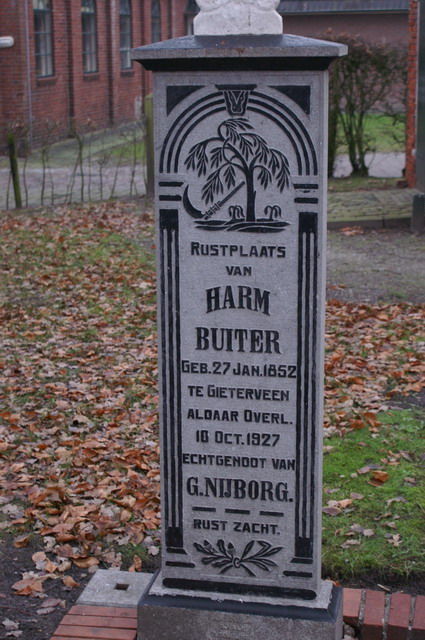 RUSTPLAATS
VAN
HARM
BUITER
GEB. 27 JAN. 1852
TE GIETERVEEN
ALDAAR OVERL.
18 OCT. 1927
ECHTGENOOT VAN
G. NIJBORG.
RUST ZACHT.